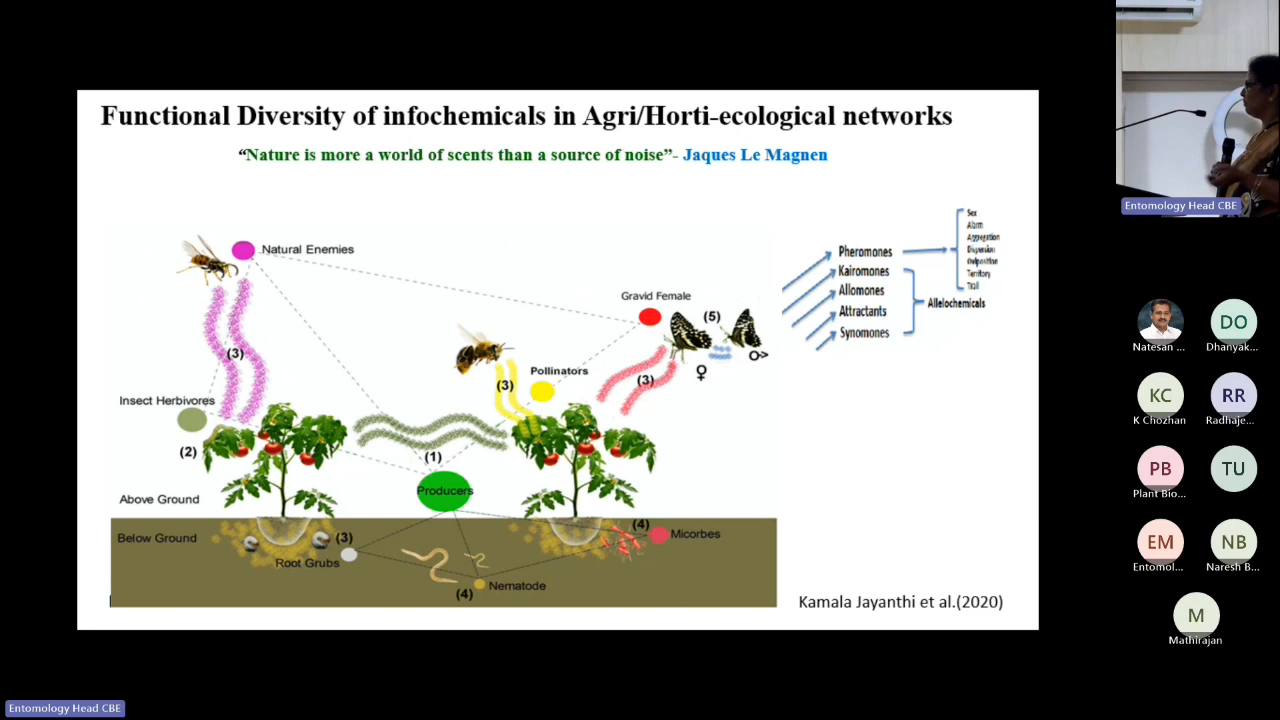 Functional Diversity of infochemicals in Agri/Horti-ecological networks
“Nature is more a world of scents than a source of noise”- Jaques Le Magnen
Natural Enemies
(3)
Insect Herbivores
(2)
(1)
Pollinators
(3)
Gravid Female
(5)
(3)
♀
Producers
Above Ground
Below Ground
(3)
Root Grubs
Nematode
(4)
(4)
Micorbes
Pheromones
Kairomones
Allomones
Attractants
Synomones
Sex
Alarm
Aggregation
Dispersion
Oviposition
Territory
Trail
Allelochemicals
Kamala Jayanthi et al.(2020)
Entomology Head CBE
Natesan ...
DO
Dhanyak...
KC
K Chozhan
RR
Radhaje...
PB
Plant Bio...
TU
EM
Entomol...
NB
Naresh B...
M
Mathirajan
Entomology Head CBE